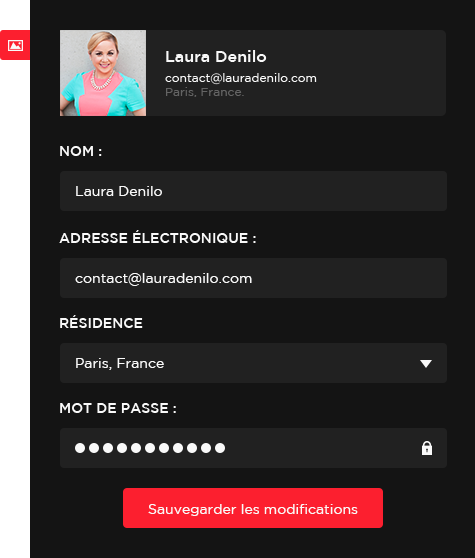 Laura Denilo
contact@lauradenilo.com
Paris, France.
NOM :
Laura Denilo
ADRESSE ÉLECTRONIQUE :
contact@lauradenilo.com
RÉSIDENCE
Paris, France
MOT DE PASSE :
Sauvegarder les modifications